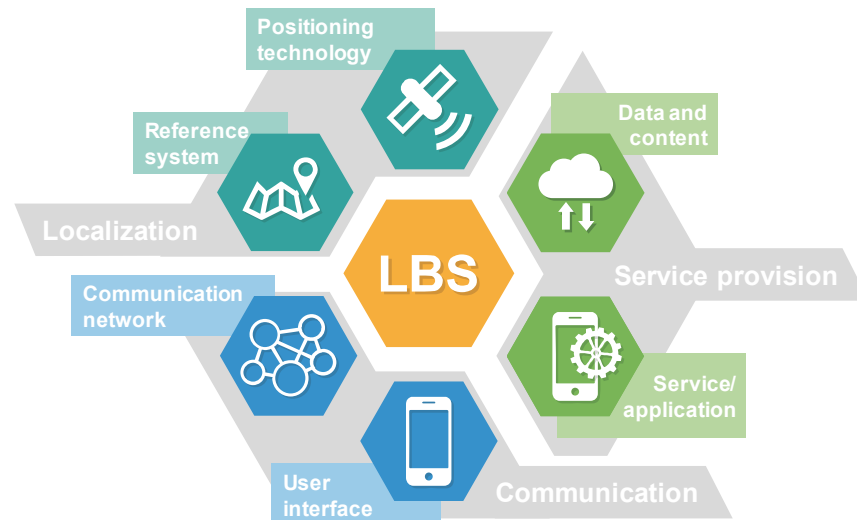 Positioning
technology
Reference
system
Data and
content
Localization
LBS
Service provision
Communication
network
Service/
application
User
interface
Communication